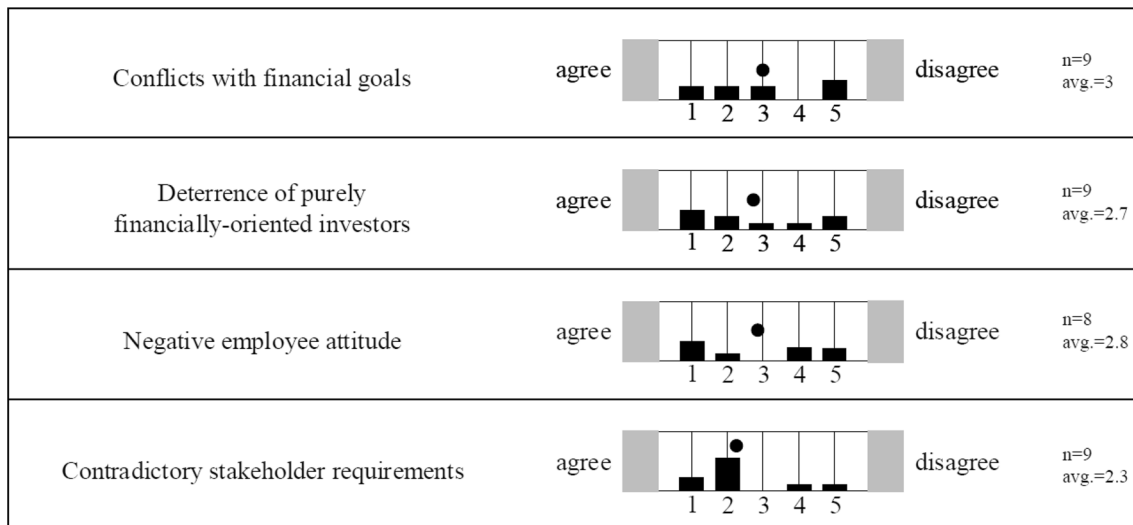 Conflicts with financial goals
agree
disagree
1 2 3 4 5
n=9
avg.=3
Deterrence of purely
financially-oriented investors
agree
disagree
1 2 3 4 5
n=9
avg.=2.7
Negative employee attitude
agree
disagree
1 2 3 4 5
n=8
avg.=2.8
Contradictory stakeholder requirements
agree
disagree
1 2 3 4 5
n=9
avg.=2.3